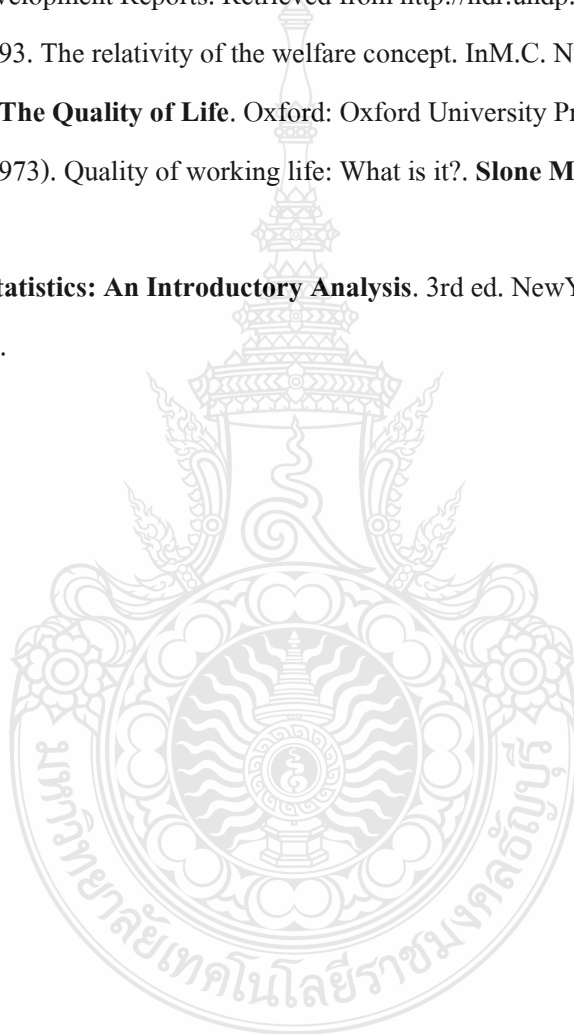 velopment Reports. Retrieved from http://hdr.undp.
93. The relativity of the welfare concept. InM.C. N
The Quality of Life. Oxford: Oxford University Pr
973). Quality of working life: What is it?. Slone M
tatistics: An Introductory Analysis. 3rd ed. NewY
.
มหาวิทยาลัยเทคโนโลยีราชมงคลธัญบุรี